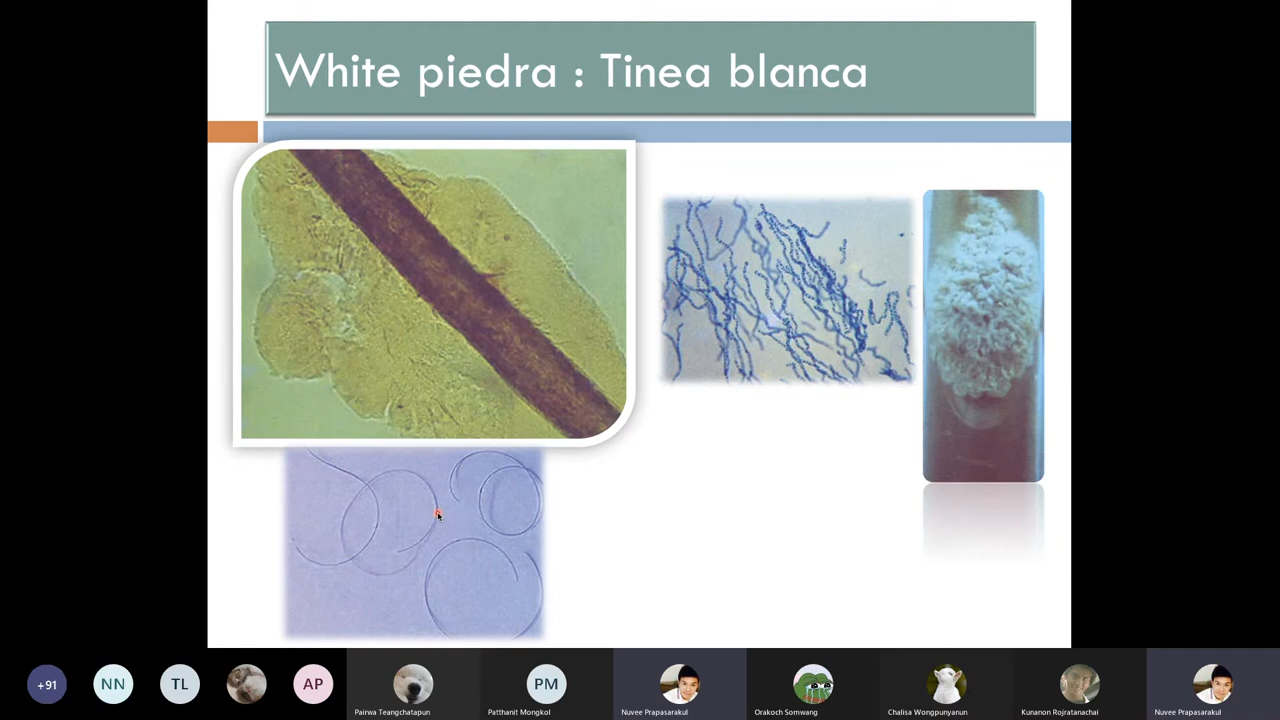 White piedra : Tinea blanca
+91
NN
TL
AP
PM
Pairwa Teangchatapun
Patthanit Mongkol
Nuvee Prapasarakul
Orakoch Somwang
Chalisa Wongpunyanun
Kunanon Rojratanachai
Nuvee Prapasarakul